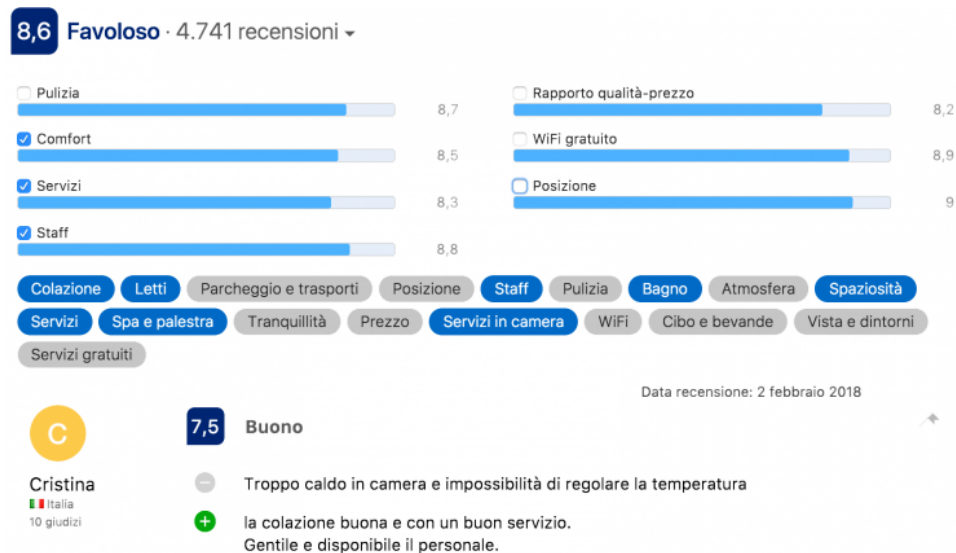 8,6 Favoloso · 4.741 recensioni
Pulizia 8,7
Rapporto qualità-prezzo 8,2
Comfort 8,5
WiFi gratuito 8,9
Servizi 8,3
Posizione 9
Staff 8,8
Colazione Letti Parcheggio e trasporti Posizione Staff Pulizia Bagno Atmosfera Spaziosità
Servizi Spa e palestra Tranquillità Prezzo Servizi in camera WiFi Cibo e bevande Vista e dintorni
Servizi gratuiti
Data recensione: 2 febbraio 2018
C
7,5 Buono
Cristina
Italia
10 giudizi
Troppo caldo in camera e impossibilità di regolare la temperatura
la colazione buona e con un buon servizio.
Gentile e disponibile il personale.